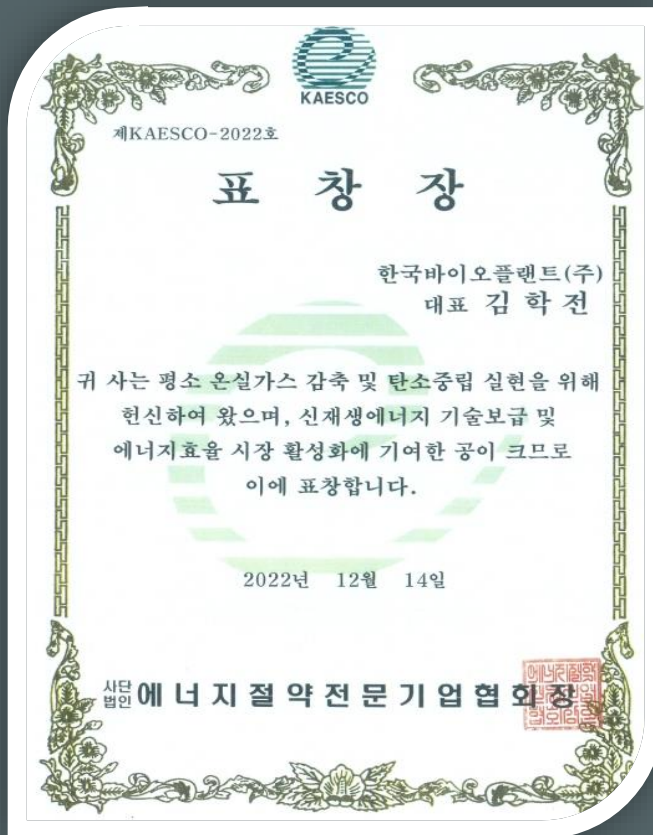 KAESCO
제KAESCO-2022호
표 창 장
한국바이오플랜트(주)
대표 김 학 전
귀 사는 평소 온실가스 감축 및 탄소중립 실현을 위해
헌신하여 왔으며, 신재생에너지 기술보급 및
에너지효율 시장 활성화에 기여한 공이 크므로
이에 표창합니다.
2022년 12월 14일
사단법인 에너지절약전문기업협회장